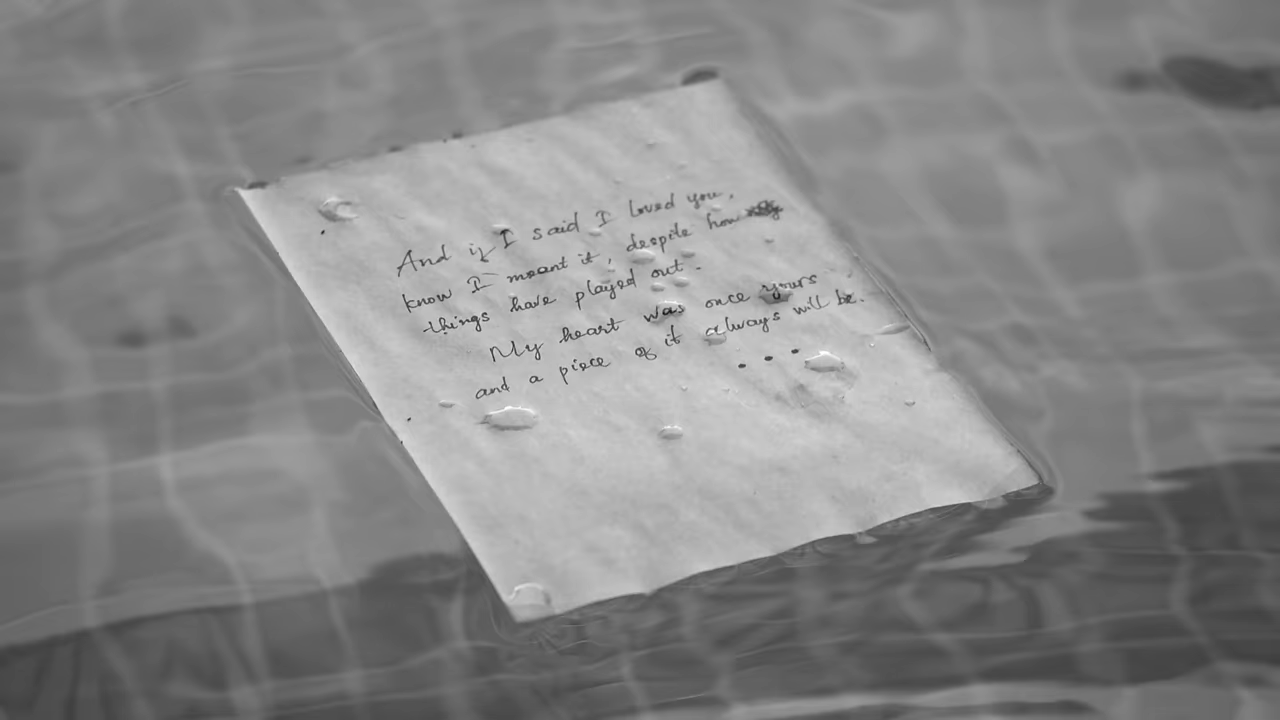 And if I said I loved you,
know I meant it, despite how
things have played out.
My heart was once yours
and a piece of it always will be.
...